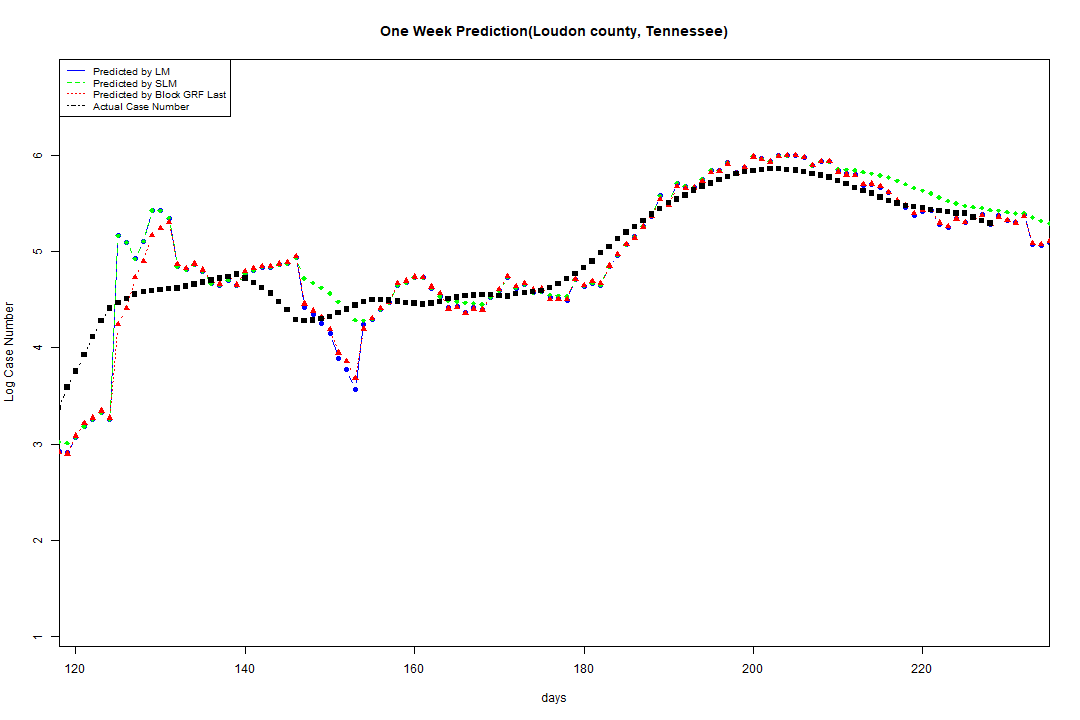 One Week Prediction(Loudon county, Tennessee)
Predicted by LM
Predicted by SLM
Predicted by Block GRF Last
Actual Case Number
6
5
4
3
2
1
Log Case Number
120 140 160 180 200 220
days